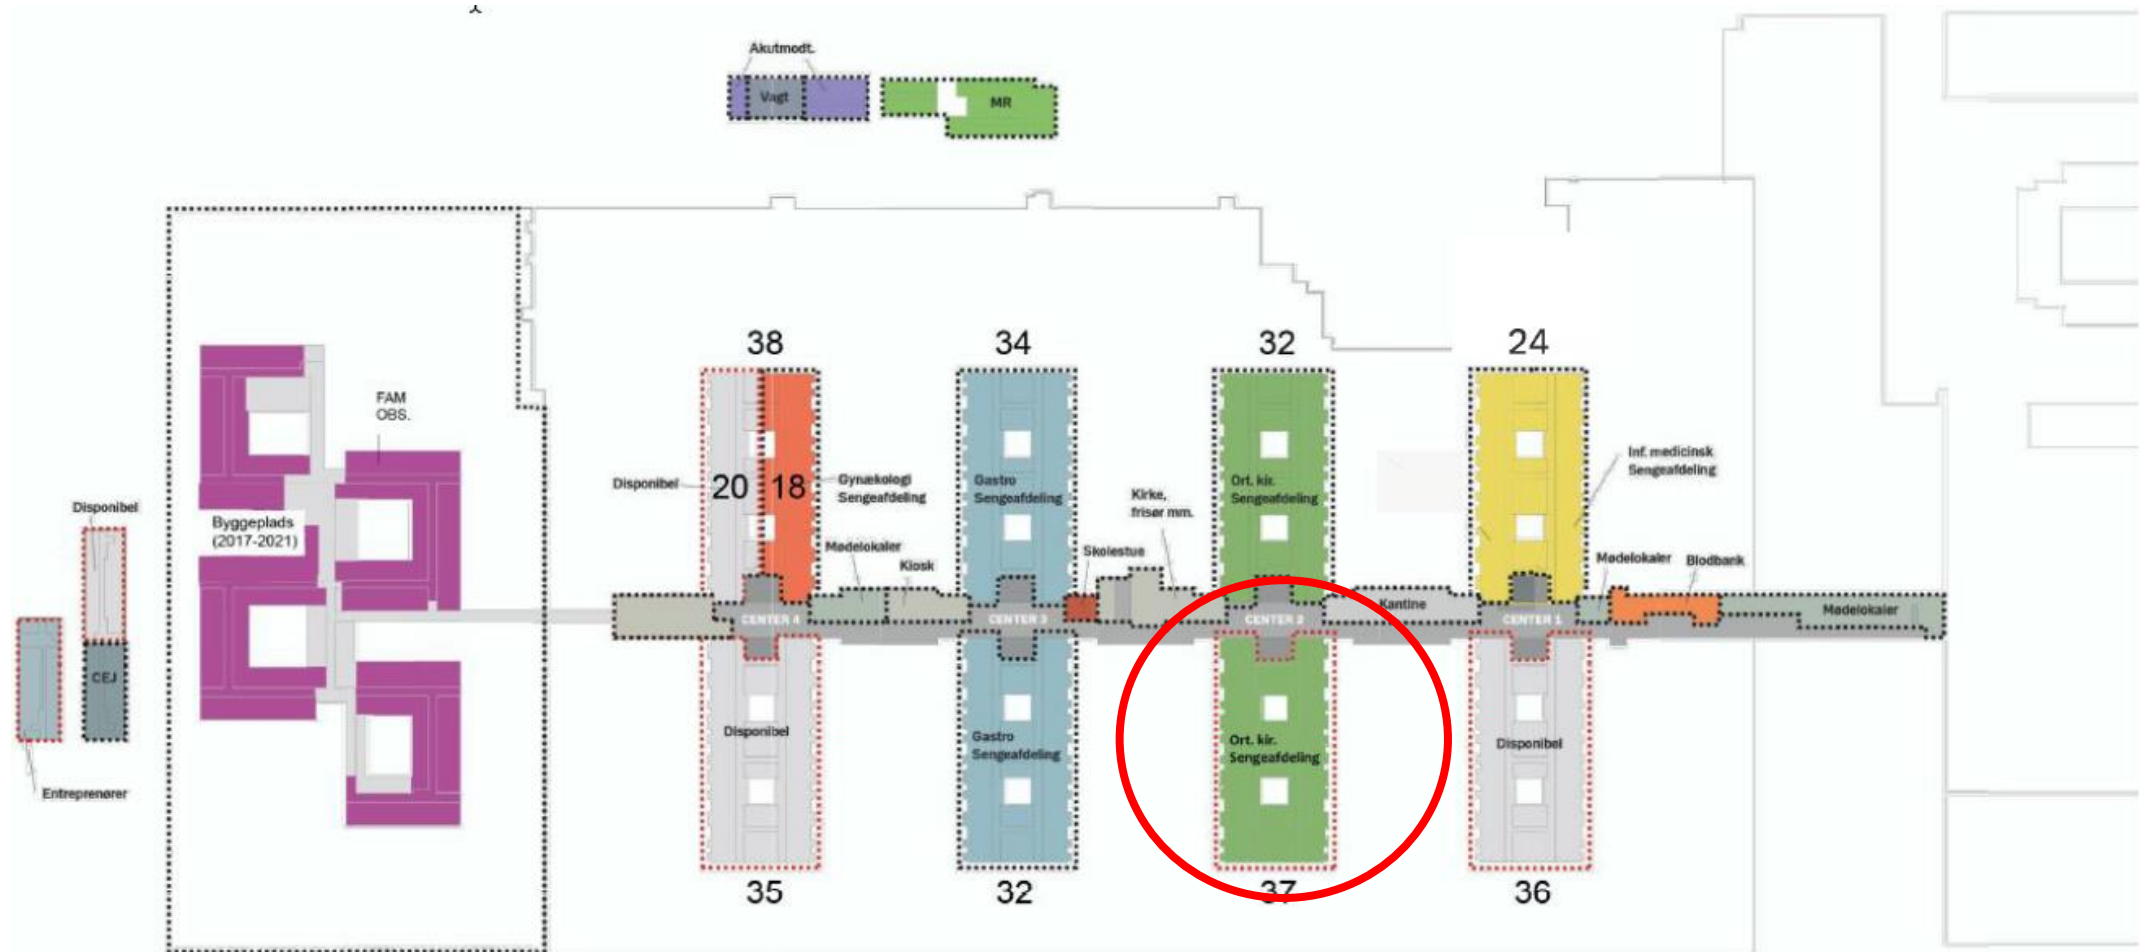 Akutmodt.
Vagt
MR
38
34
32
24
FAM
OBS.
Disponibel
20
18
Gynækologi
Sengeafdeling
Gastro
Sengeafdeling
Ort. kir.
Sengeafdeling
Inf. medicinsk
Sengeafdeling
Kirke,
frisør mm.
Disponibel
Byggeplads
(2017-2021)
Mødelokaler
Kiosk
Skolestue
Mødelokaler
Blodbank
Kantine
Mødelokaler
CENTER 4
CENTER 3
CENTER 2
CENTER 1
CEJ
Disponibel
Gastro
Sengeafdeling
Ort. kir.
Sengeafdeling
Disponibel
Entreprenører
35
32
37
36